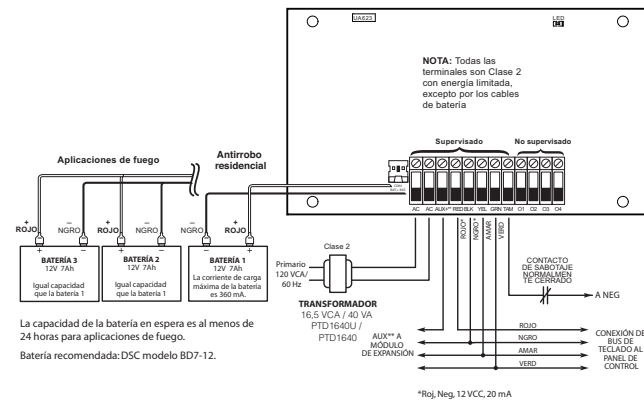 UA623
LED
NOTA: Todas las
terminales son Clase 2
con energía limitada,
excepto por los cables
de batería
Supervisado
No supervisado
Aplicaciones de fuego
Antirrobo
residencial
AC AC AUX+** RED BLK YEL GRN TAM O1 O2 O3 O4
+
ROJO
–
NGRO
+
ROJO
–
NGRO
–
NGRO
+
ROJO
ROJO*
NGRO*
AMAR
VERD
+ –
BATERÍA 3
12V 7Ah
Igual capacidad
que la batería 1
+ –
BATERÍA 2
12V 7Ah
Igual capacidad
que la batería 1
– +
BATERÍA 1
12V 7Ah
La corriente de carga
máxima de la batería
es 360 mA.
Clase 2
Primario
120 VCA/
60 Hz
TRANSFORMADOR
16,5 VCA / 40 VA
PTD1640U /
PTD1640
CONTACTO
DE SABOTAJE
NORMALMEN
TE CERRADO
A NEG
AUX** A
MÓDULO
DE EXPANSIÓN
ROJO
NGRO
AMAR
VERD
CONEXIÓN DE
BUS DE
TECLADO AL
PANEL DE
CONTROL
La capacidad de la batería en espera es al menos de
24 horas para aplicaciones de fuego.
Batería recomendada: DSC modelo BD7-12.
*Roj, Neg, 12 VCC, 20 mA